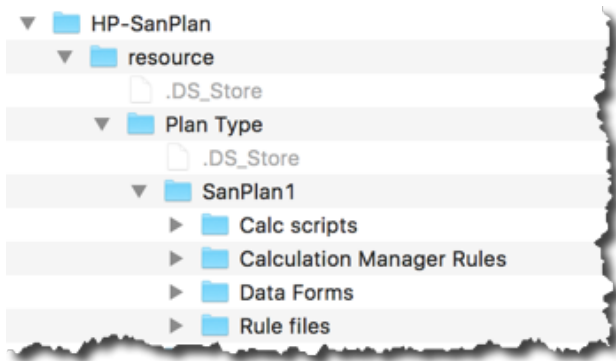 HP-SanPlan
resource
.DS_Store
Plan Type
.DS_Store
SanPlan1
Calc scripts
Calculation Manager Rules
Data Forms
Rule files